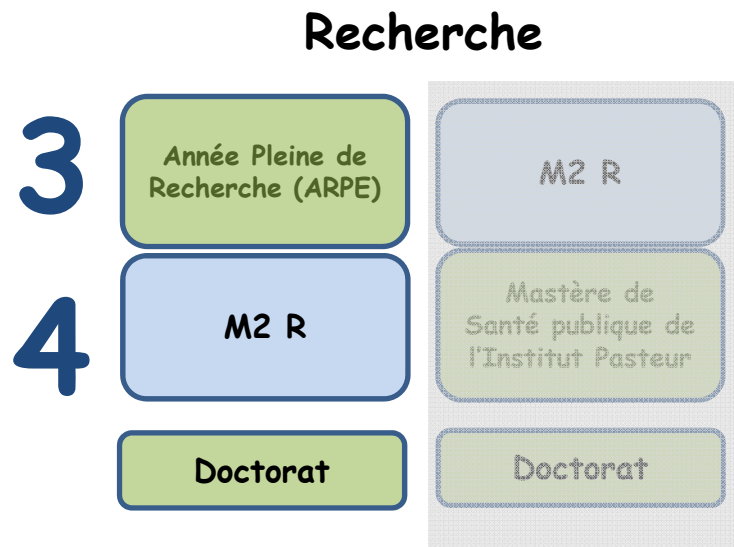 Recherche
3
Année Pleine de
Recherche (ARPE)
M2 R
4
M2 R
Mastère de
Santé publique de
l'Institut Pasteur
Doctorat
Doctorat